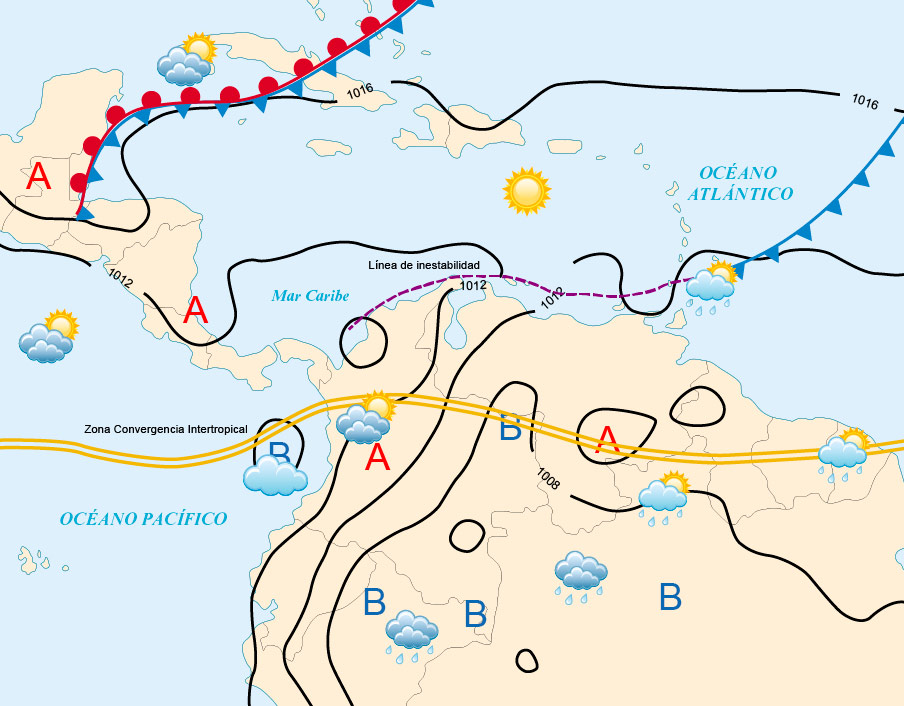 1016
1016
A
OCÉANO
ATLÁNTICO
Línea de inestabilidad
1012
1012
1012
Mar Caribe
A
Zona Convergencia Intertropical
B
B
A
A
1008
OCÉANO PACÍFICO
B
B
B